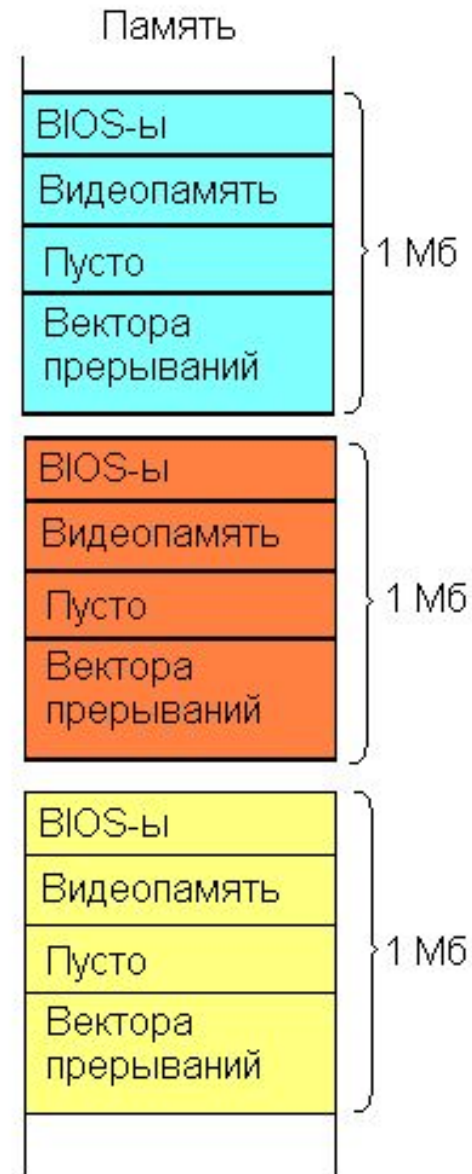 Память
BIOS-ы
Видеопамять
Пусто
Вектора
прерываний
1 Мб
BIOS-ы
Видеопамять
Пусто
Вектора
прерываний
1 Мб
BIOS-ы
Видеопамять
Пусто
Вектора
прерываний
1 Мб